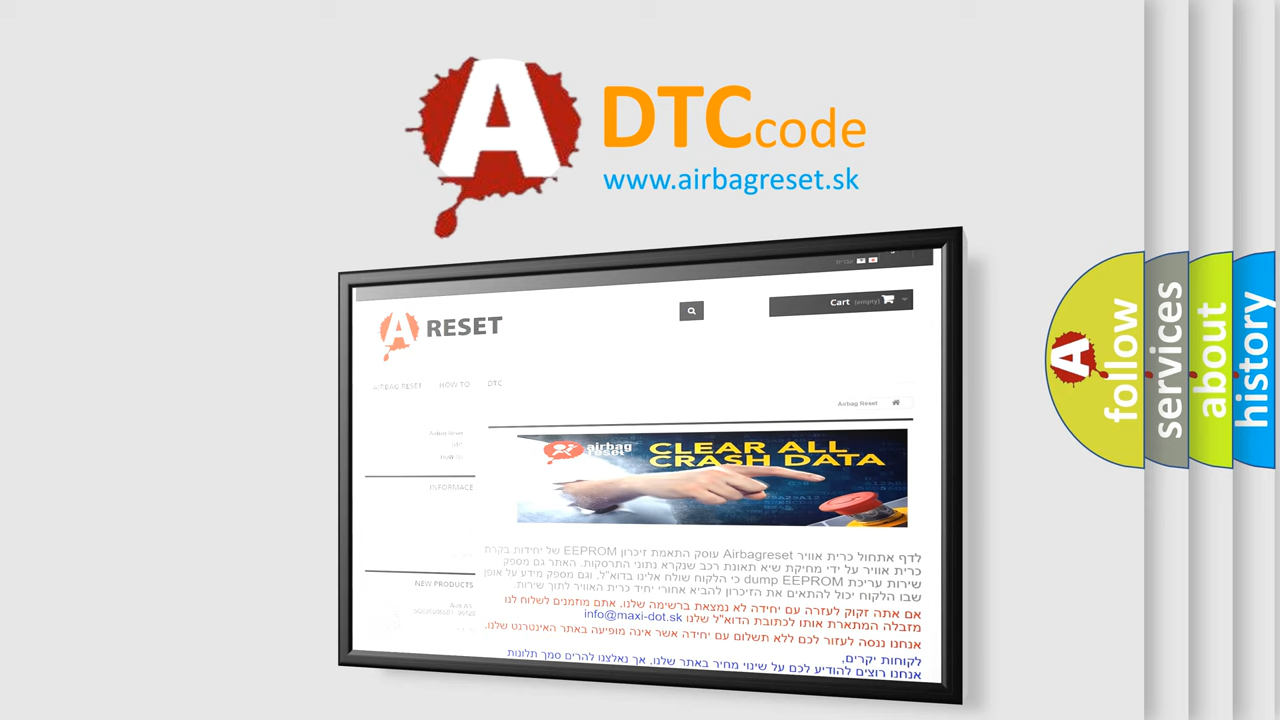 A
DTC code
www.airbagreset.sk
עברית
A RESET
Cart (empty)
AIRBAG RESET HOW TO DTC
Airbag Reset
Airbag Reset
airbag reset
CLEAR ALL
CRASH DATA
INFORMACE
NEW PRODUCTS
לדף אתחול כרית אוויר Airbagreset עוסק התאמת זיכרון EEPROM של יחידות בקרת
כרית אוויר על ידי מחיקת שיא תאונת רכב שנקרא נתוני התרסקות. האתר גם מספק
שירות עריכת dump EEPROM כי הלקוח שולח אלינו בדוא"ל, וגם מספק מידע על אופן
שבו הלקוח יכול להתאים את הזיכרון להביא אחורי יחיד כרית האוויר לתוך שירות.
אם אתה זקוק לעזרה עם יחידה לא נמצאת ברשימה שלנו, אתם מוזמנים לשלוח לנו
מזבלה המתארת אותו לכתובת הדוא"ל שלנו info@maxi-dot.sk
אנחנו ננסה לעזור לכם ללא תשלום עם יחידה אשר אינה מופיעה באתר האינטרנט שלנו.
לקוחות יקרים,
אנחנו רוצים להודיע לכם על שינוי מחיר באתר שלנו, אך נאלצנו להרים סמך תלונות
A follow
services
about
history